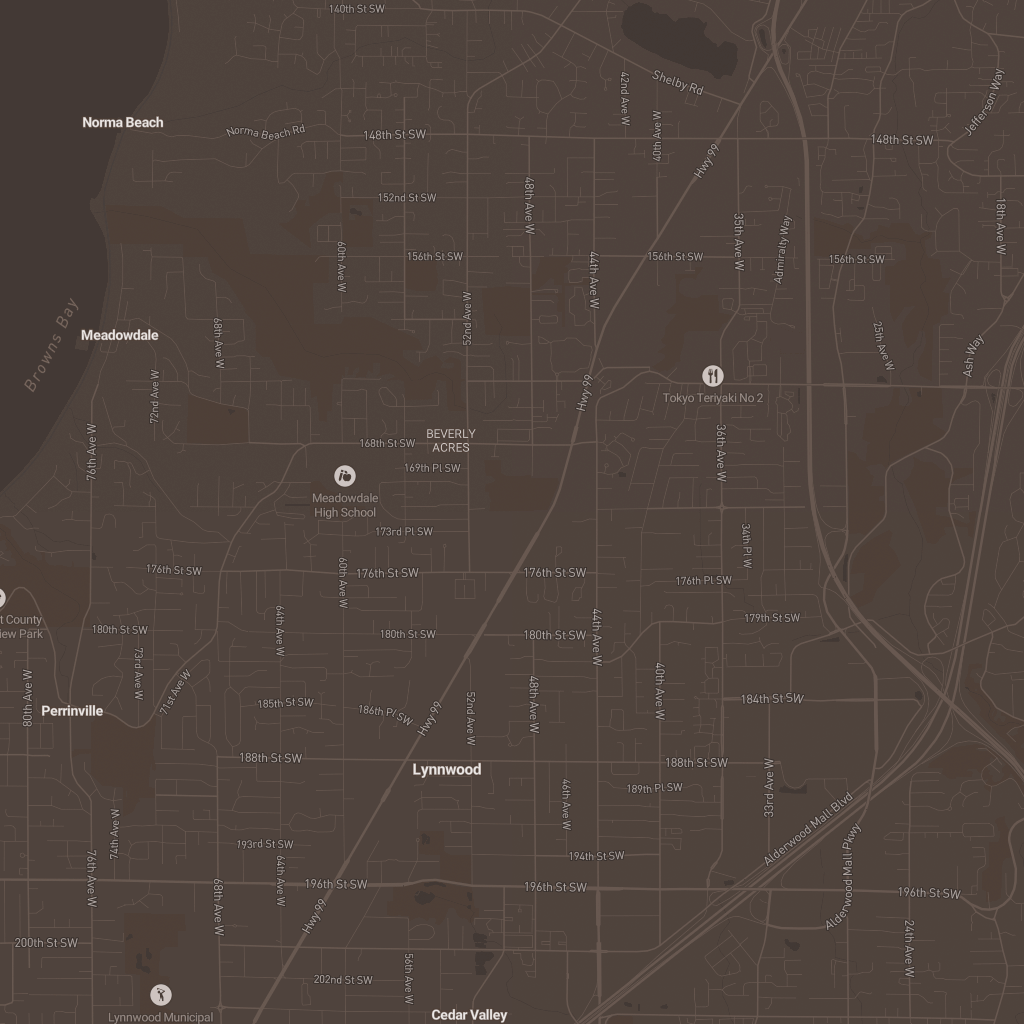 140th St SW
Shelby Rd
42nd Ave W
Jefferson Way
Norma Beach
Norma Beach Rd
148th St SW
40th Ave W
Hwy 99
148th St SW
152nd St SW
48th Ave W
35th Ave W
Admiralty Way
18th Ave W
60th Ave W
156th St SW
44th Ave W
156th St SW
156th St SW
Browns Bay
Meadowdale
68th Ave W
52nd Ave W
25th Ave W
Ash Way
72nd Ave W
Hwy 99
Tokyo Teriyaki No 2
76th Ave W
168th St SW
BEVERLY
ACRES
169th Pl SW
36th Ave W
Meadowdale
High School
173rd Pl SW
34th Pl W
176th St SW
60th Ave W
176th St SW
176th St SW
176th Pl SW
t County
iew Park
180th St SW
64th Ave W
180th St SW
180th St SW
44th Ave W
179th St SW
80th Ave W
73rd Ave W
71st Ave W
Perrinville
185th St SW
186th Pl SW
Hwy 99
52nd Ave W
48th Ave W
40th Ave W
184th St SW
188th St SW
Lynnwood
188th St SW
189th Pl SW
33rd Ave W
46th Ave W
74th Ave W
Alderwood Mall Blvd
193rd St SW
194th St SW
76th Ave W
68th Ave W
64th Ave W
196th St SW
196th St SW
Alderwood Mall Pkwy
196th St SW
Hwy 99
200th St SW
24th Ave W
202nd St SW
56th Ave W
Lynnwood Municipal
Cedar Valley